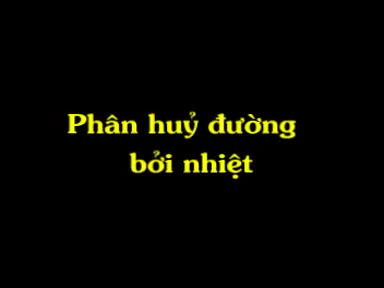 Phân huỷ đường
bởi nhiệt